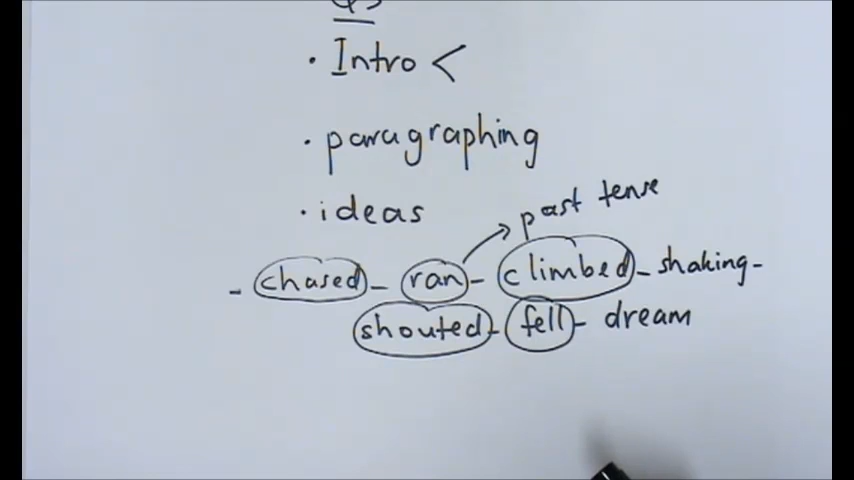 · Intro <
· paragraphing
· ideas
past tense
- chased - ran - climbed - shaking -
shouted - fell - dream